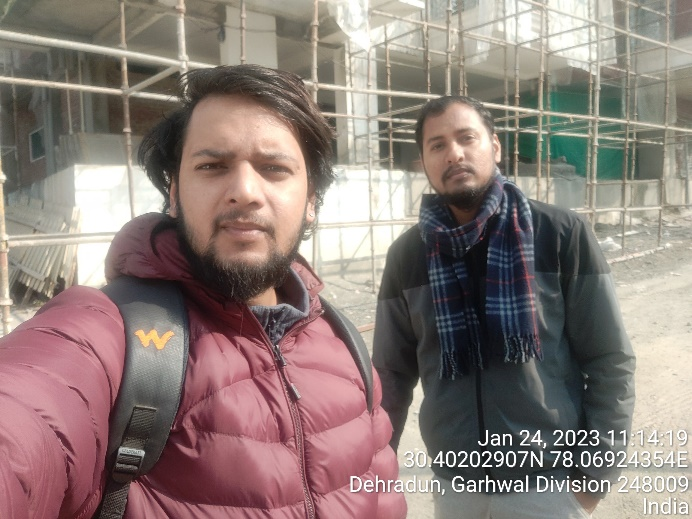 W
Jan 24, 2023 11:14:19
30.40202907N 78.06924354E
Dehradun, Garhwal Division 248009
India